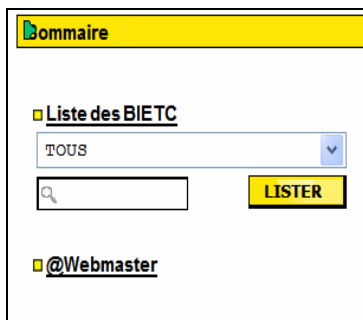 Sommaire
Liste des BIETC
TOUS
LISTER
@Webmaster